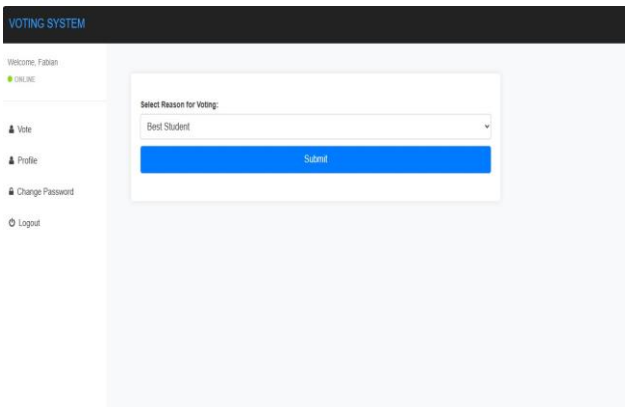 VOTING SYSTEM
Welcome, Fabian
ONLINE
Vote
Profile
Change Password
Logout
Select Reason for Voting:
Best Student
Submit